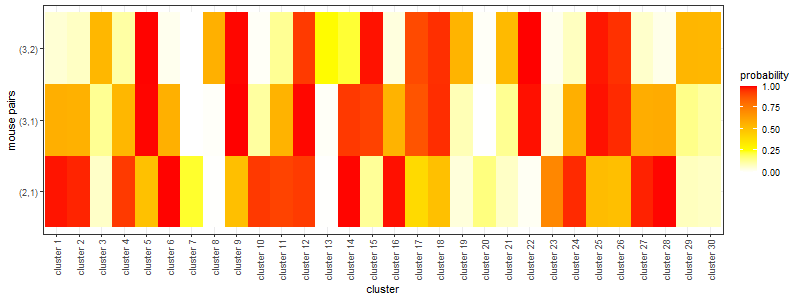 (3,2)
(3,1)
(2,1)
mouse pairs
cluster 1
cluster 2
cluster 3
cluster 4
cluster 5
cluster 6
cluster 7
cluster 8
cluster 9
cluster 10
cluster 11
cluster 12
cluster 13
cluster 14
cluster 15
cluster 16
cluster 17
cluster 18
cluster 19
cluster 20
cluster 21
cluster 22
cluster 23
cluster 24
cluster 25
cluster 26
cluster 27
cluster 28
cluster 29
cluster 30
cluster
probability
1.00
0.75
0.50
0.25
0.00